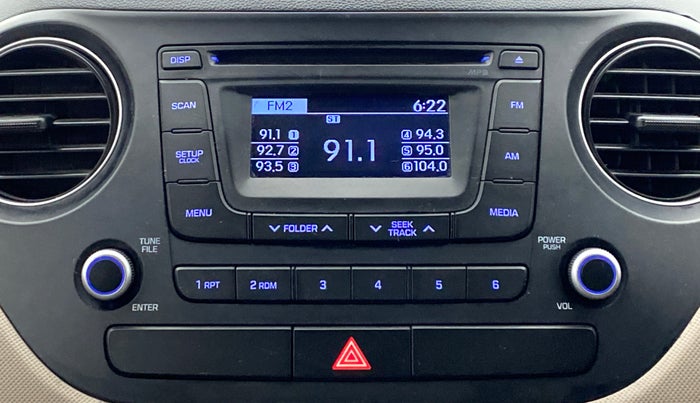 DISP
MP3
SCAN
FM2 6:22
ST
91.1 1 4 94.3
92.7 2 91.1 5 95.0
93.5 3 6 104.0
FM
SETUP
CLOCK
AM
MENU
FOLDER
SEEK
TRACK
MEDIA
TUNE
FILE
ENTER
1 RPT
2 RDM
3
4
5
6
POWER
PUSH
VOL